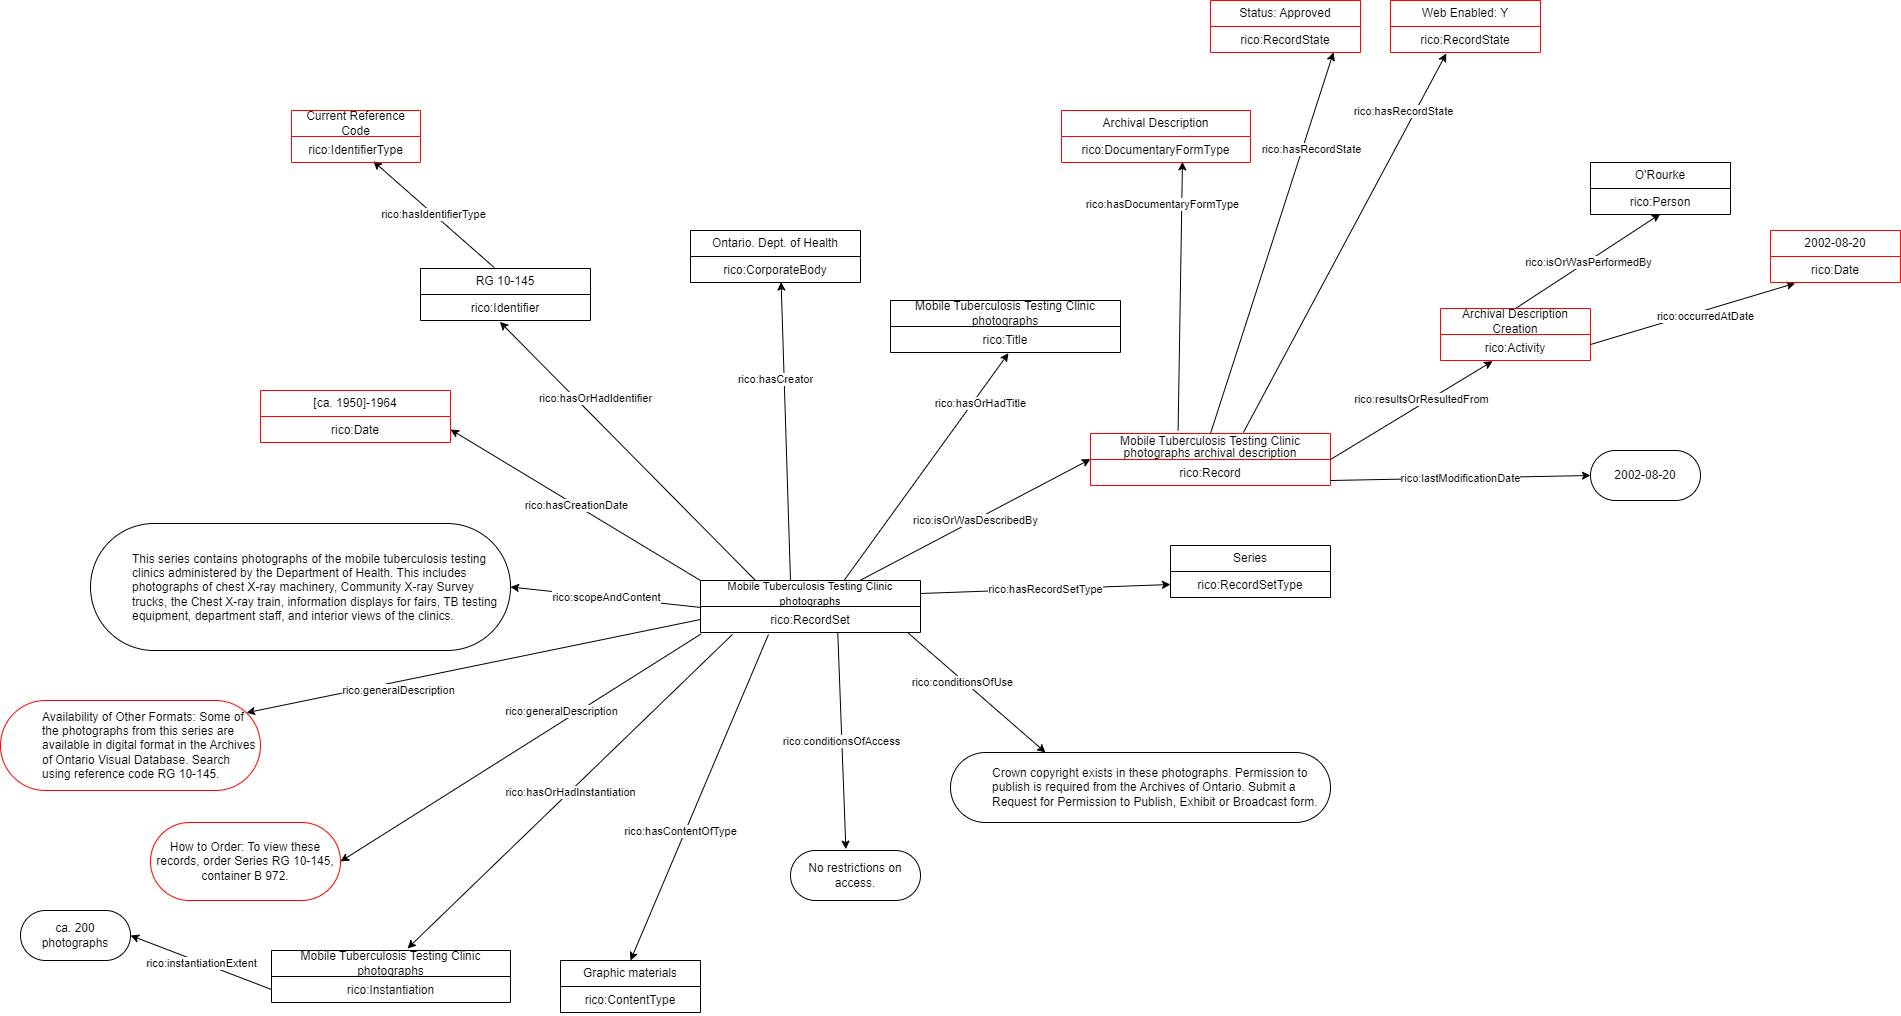 Status: Approved
rico:RecordState
Web Enabled: Y
rico:RecordState
rico:hasRecordState
rico:hasRecordState
Current Reference
Code
rico:IdentifierType
Archival Description
rico:DocumentaryFormType
rico:hasDocumentaryFormType
O'Rourke
rico:Person
rico:hasIdentifierType
Ontario. Dept. of Health
rico:CorporateBody
2002-08-20
rico:Date
rico:isOrWasPerformedBy
RG 10-145
rico:Identifier
Mobile Tuberculosis Testing Clinic
photographs
rico:Title
Archival Description
Creation
rico:Activity
rico:occurredAtDate
rico:hasCreator
rico:hasOrHadIdentifier
rico:hasOrHadTitle
rico:resultsOrResultedFrom
[ca. 1950]-1964
rico:Date
Mobile Tuberculosis Testing Clinic
photographs archival description
rico:Record
rico:lastModificationDate
2002-08-20
rico:hasCreationDate
rico:isOrWasDescribedBy
This series contains photographs of the mobile tuberculosis testing
clinics administered by the Department of Health. This includes
photographs of chest X-ray machinery, Community X-ray Survey
trucks, the Chest X-ray train, information displays for fairs, TB testing
equipment, department staff, and interior views of the clinics.
rico:scopeAndContent
Mobile Tuberculosis Testing Clinic
photographs
rico:RecordSet
rico:hasRecordSetType
Series
rico:RecordSetType
rico:generalDescription
rico:generalDescription
rico:conditionsOfUse
Availability of Other Formats: Some of
the photographs from this series are
available in digital format in the Archives
of Ontario Visual Database. Search
using reference code RG 10-145.
rico:conditionsOfAccess
rico:hasOrHadInstantiation
Crown copyright exists in these photographs. Permission to
publish is required from the Archives of Ontario. Submit a
Request for Permission to Publish, Exhibit or Broadcast form.
rico:hasContentOfType
How to Order: To view these
records, order Series RG 10-145,
container B 972.
No restrictions on
access.
ca. 200
photographs
rico:instantiationExtent
Mobile Tuberculosis Testing Clinic
photographs
rico:Instantiation
Graphic materials
rico:ContentType